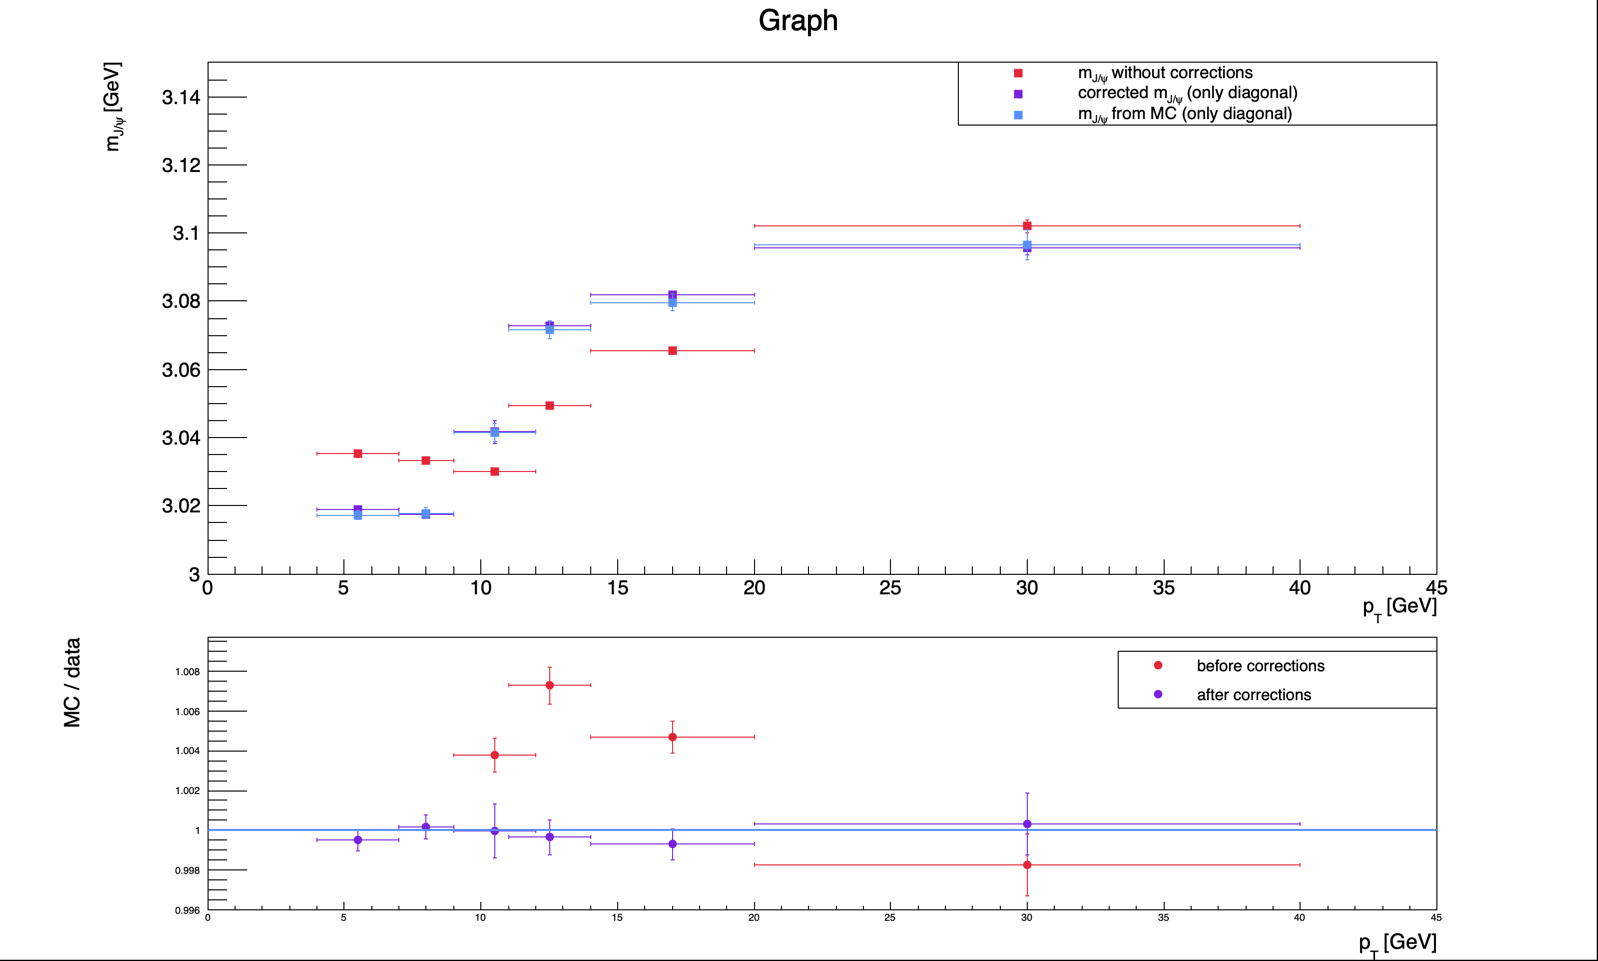 Graph
m_J/ψ [GeV]
m_J/ψ without corrections
corrected m_J/ψ (only diagonal)
m_J/ψ from MC (only diagonal)
3.14
3.12
3.1
3.08
3.06
3.04
3.02
3
0 5 10 15 20 25 30 35 40 45
p_T [GeV]
MC / data
before corrections
after corrections
1.008
1.006
1.004
1.002
1
0.998
0.996
0 5 10 15 20 25 30 35 40 45
p_T [GeV]